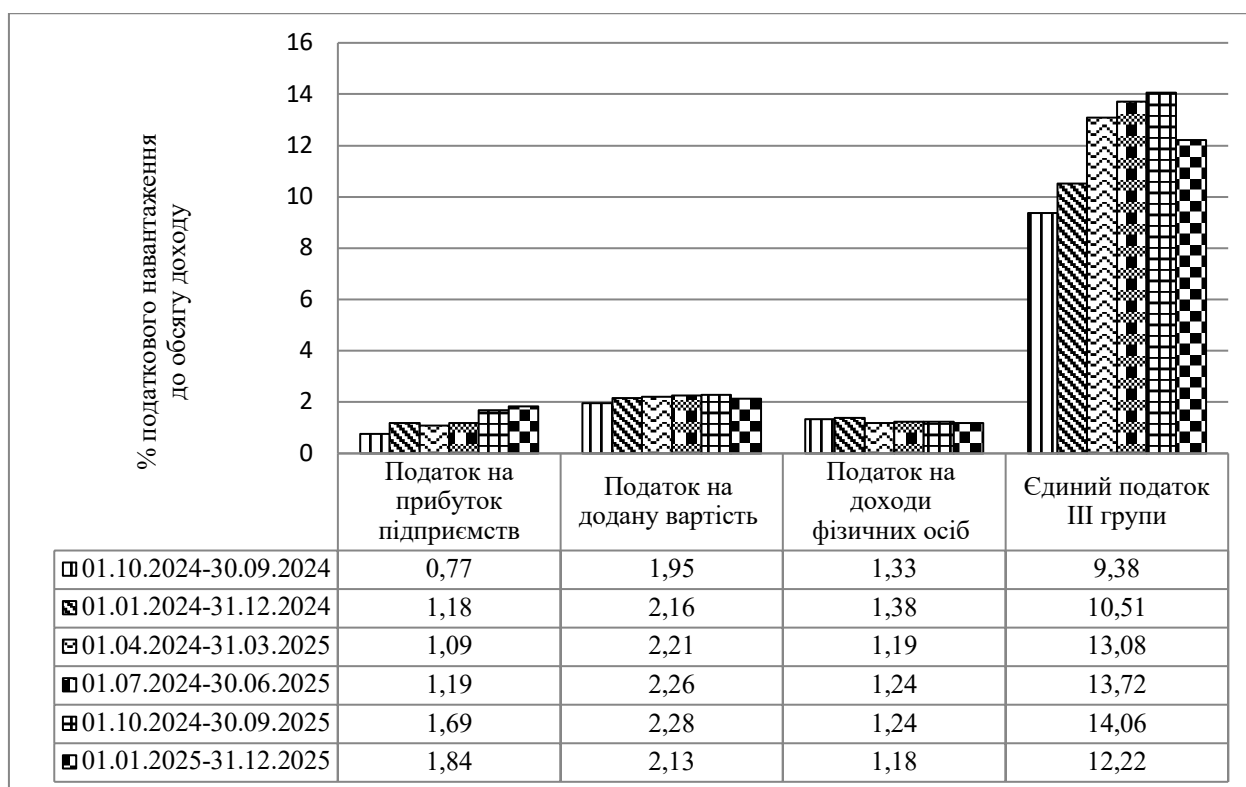 % податкового навантаження
до обсягу доходу
16
14
12
10
8
6
4
2
0
Податок на
прибуток
підприємств
Податок на
додану вартість
Податок на
доходи
фізичних осіб
Єдиний податок
ІІІ групи
01.10.2024-30.09.2024 0,77 1,95 1,33 9,38
01.01.2024-31.12.2024 1,18 2,16 1,38 10,51
01.04.2024-31.03.2025 1,09 2,21 1,19 13,08
01.07.2024-30.06.2025 1,19 2,26 1,24 13,72
01.10.2024-30.09.2025 1,69 2,28 1,24 14,06
01.01.2025-31.12.2025 1,84 2,13 1,18 12,22